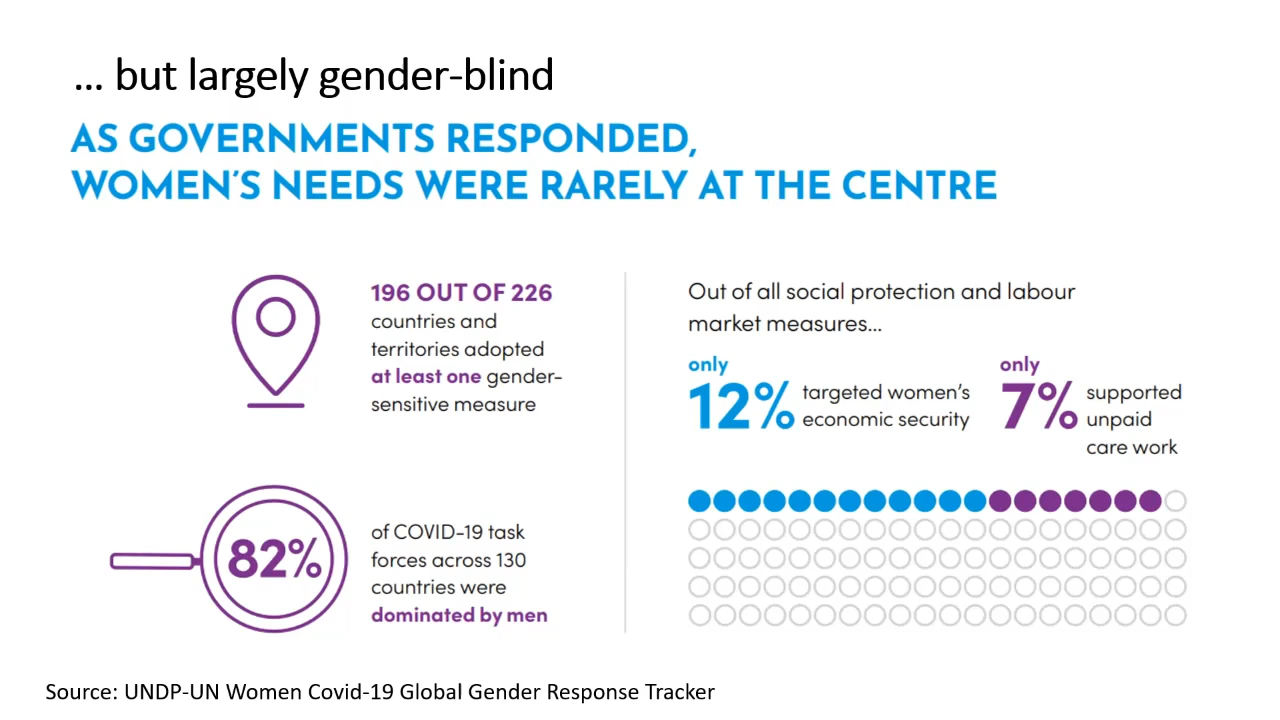 ... but largely gender-blind
AS GOVERNMENTS RESPONDED,
WOMEN'S NEEDS WERE RARELY AT THE CENTRE
196 OUT OF 226
countries and
territories adopted
at least one gender-
sensitive measure
82%
of COVID-19 task
forces across 130
countries were
dominated by men
Out of all social protection and labour
market measures...
only
12%
targeted women's
economic security
only
7%
supported
unpaid
care work
Source: UNDP-UN Women Covid-19 Global Gender Response Tracker